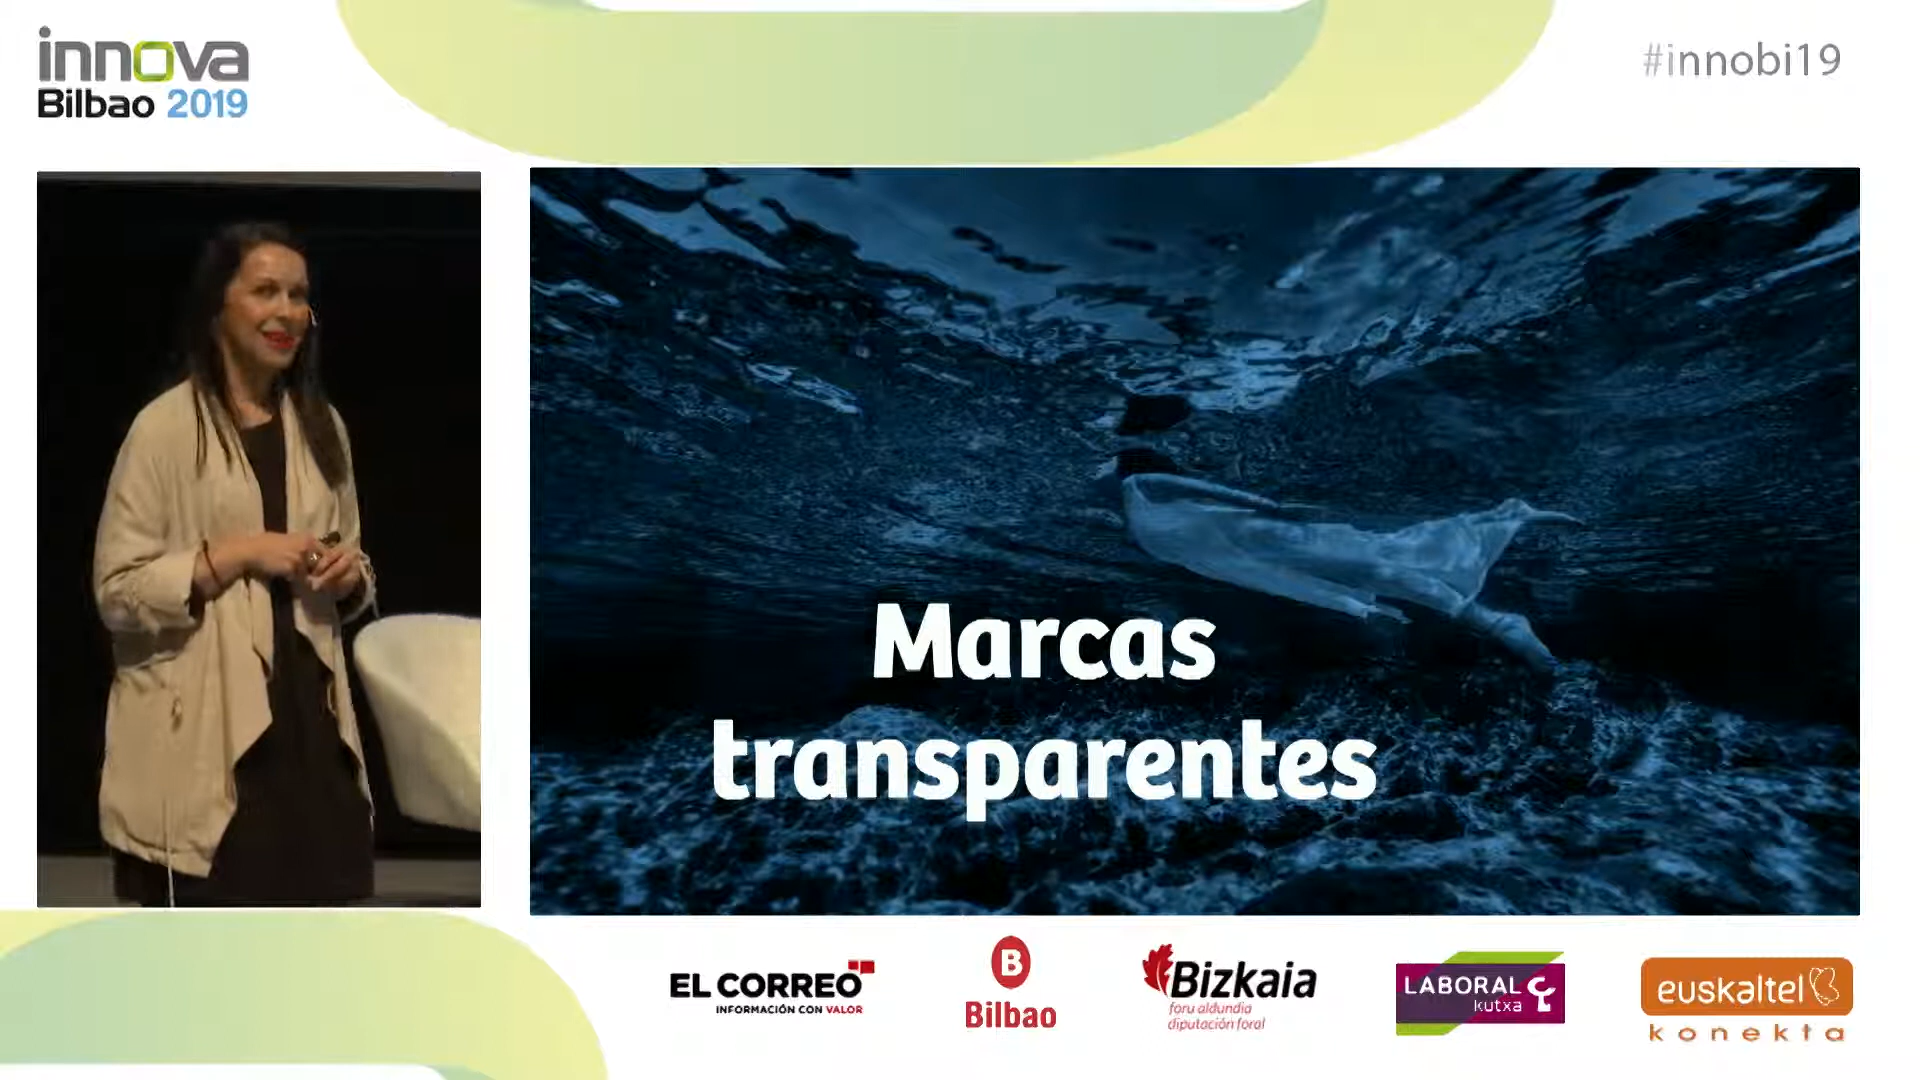 innova
Bilbao 2019
#innobi19
Marcas
transparentes
EL CORREO
INFORMACIÓN CON VALOR
B
Bilbao
Bizkaia
foru aldundia
diputación foral
LABORAL
kutxa
euskaltel
konekta